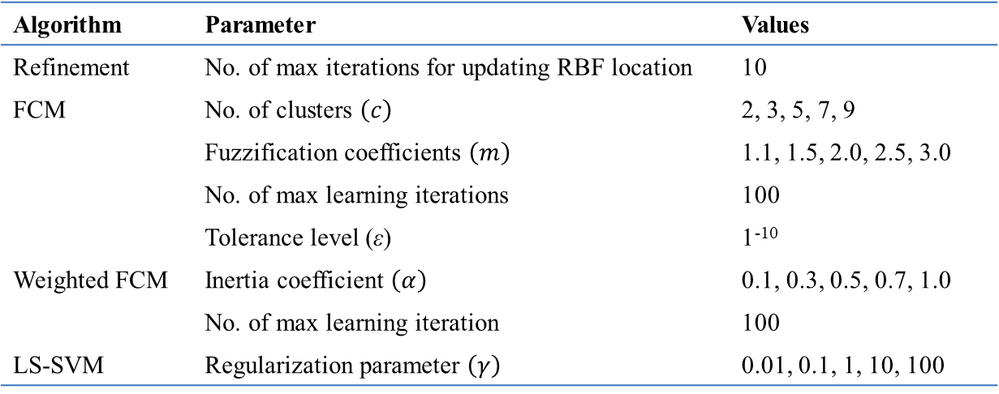 Algorithm Parameter Values
Refinement No. of max iterations for updating RBF location 10
FCM No. of clusters (𝑐) 2, 3, 5, 7, 9
Fuzzification coefficients (𝑚) 1.1, 1.5, 2.0, 2.5, 3.0
No. of max learning iterations 100
Tolerance level (𝜀) 1⁻¹⁰
Weighted FCM Inertia coefficient (𝛼) 0.1, 0.3, 0.5, 0.7, 1.0
No. of max learning iteration 100
LS-SVM Regularization parameter (𝛾) 0.01, 0.1, 1, 10, 100